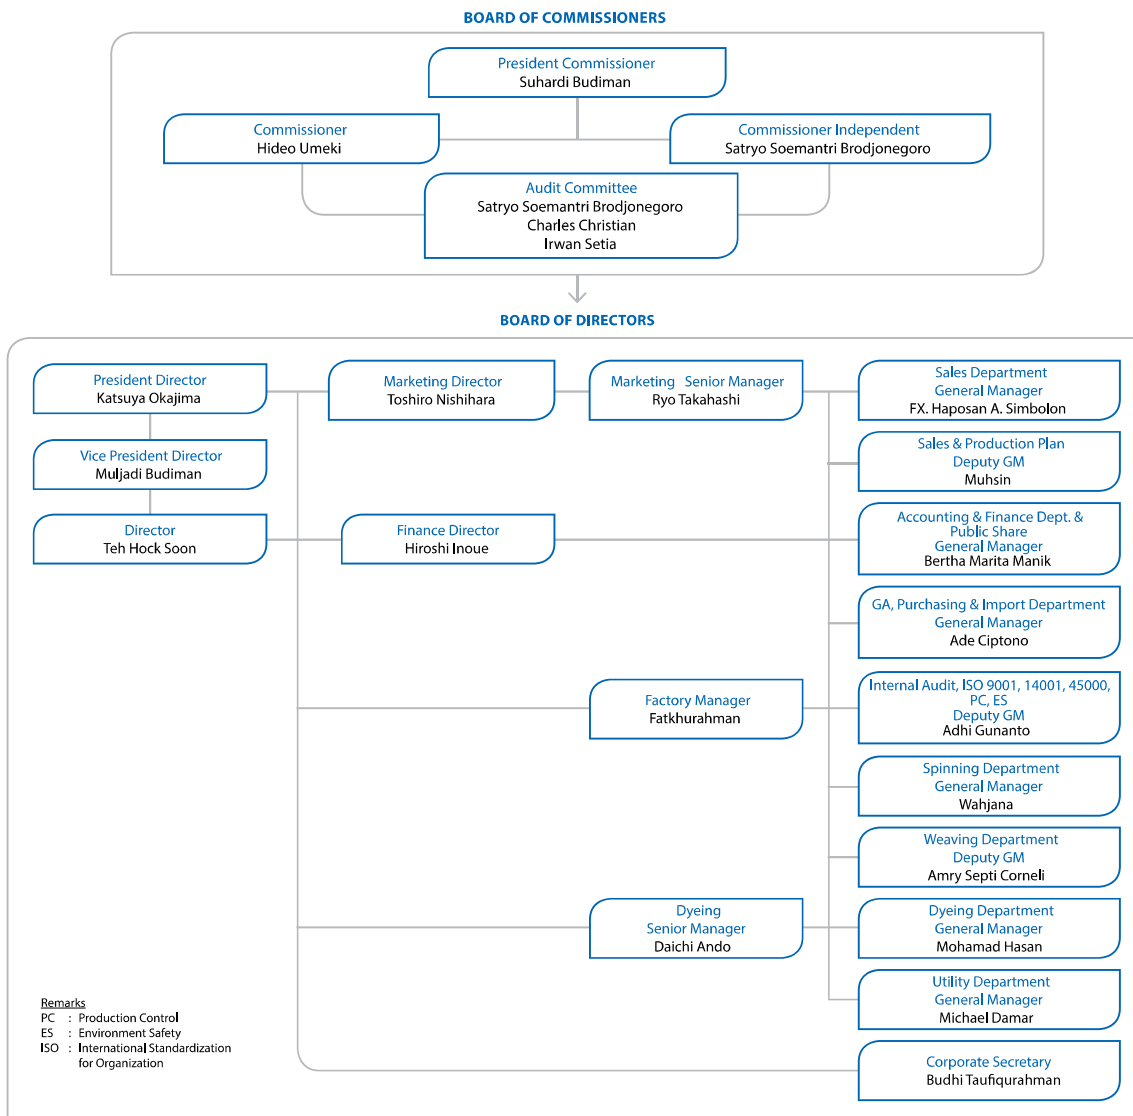 BOARD OF COMMISSIONERS
President Commissioner
Suhardi Budiman
Commissioner
Hideo Umeki
Commissioner Independent
Satryo Soemantri Brodjonegoro
Audit Committee
Satryo Soemantri Brodjonegoro
Charles Christian
Irwan Setia
BOARD OF DIRECTORS
President Director
Katsuya Okajima
Marketing Director
Toshiro Nishihara
Marketing Senior Manager
Ryo Takahashi
Sales Department
General Manager
FX. Haposan A. Simbolon
Vice President Director
Muljadi Budiman
Sales & Production Plan
Deputy GM
Muhsin
Director
Teh Hock Soon
Finance Director
Hiroshi Inoue
Accounting & Finance Dept. &
Public Share
General Manager
Bertha Marita Manik
GA, Purchasing & Import Department
General Manager
Ade Ciptono
Factory Manager
Fatkhurahman
Internal Audit, ISO 9001, 14001, 45000,
PC, ES
Deputy GM
Adhi Gunanto
Spinning Department
General Manager
Wahjana
Weaving Department
Deputy GM
Amry Septi Corneli
Dyeing
Senior Manager
Daichi Ando
Dyeing Department
General Manager
Mohamad Hasan
Utility Department
General Manager
Michael Damar
Corporate Secretary
Budhi Taufiqurahman
Remarks
PC : Production Control
ES : Environment Safety
ISO : International Standardization
for Organization